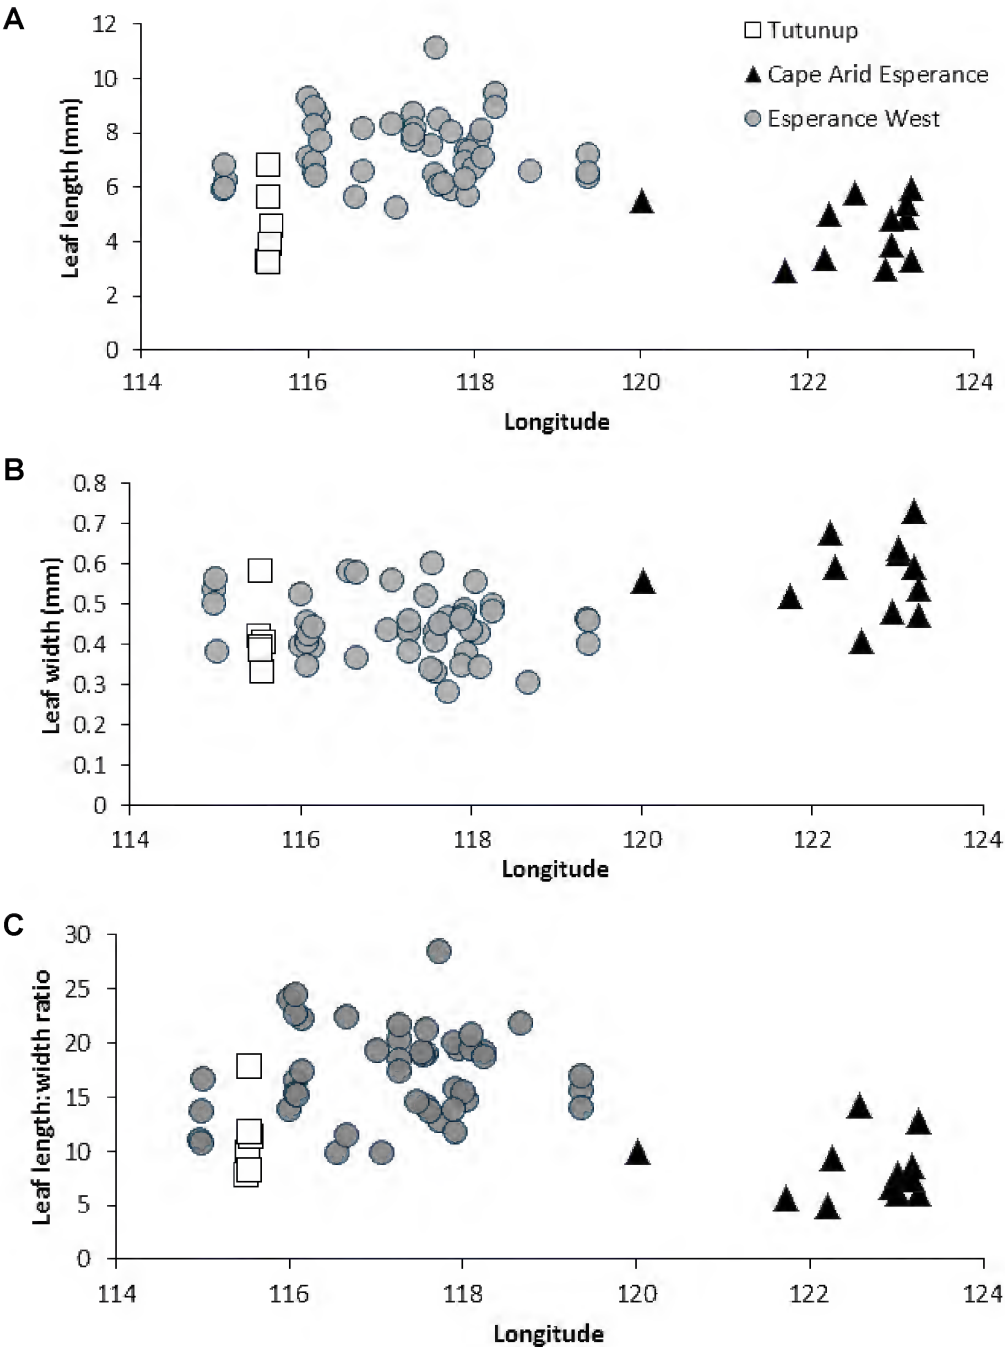 A
Tutunup
Cape Arid Esperance
Esperance West
Leaf length (mm)
12
10
8
6
4
2
0
114 116 118 120 122 124
Longitude
B
Leaf width (mm)
0.8
0.7
0.6
0.5
0.4
0.3
0.2
0.1
0
114 116 118 120 122 124
Longitude
C
Leaf length:width ratio
30
25
20
15
10
5
0
114 116 118 120 122 124
Longitude